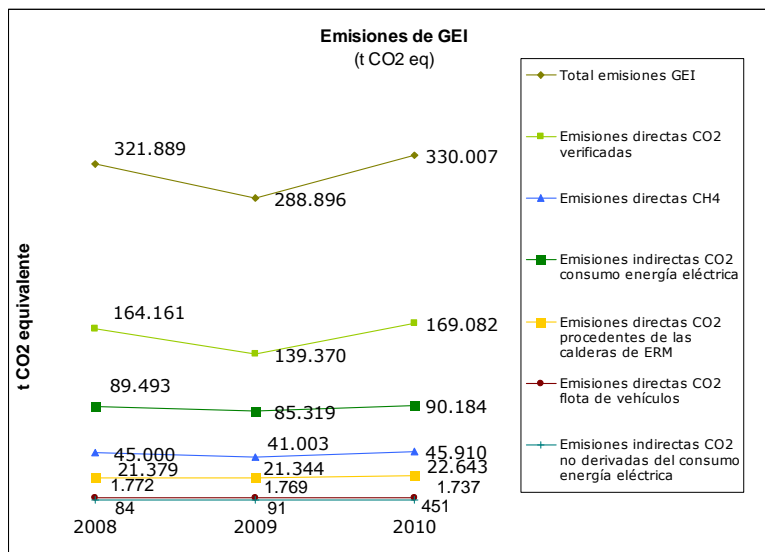 Emisiones de GEI
(t CO2 eq)
t CO2 equivalente
321.889
288.896
330.007
164.161
139.370
169.082
89.493
85.319
90.184
45.000
41.003
45.910
21.379
21.344
22.643
1.772
1.769
1.737
84
91
451
2008
2009
2010
Total emisiones GEI
Emisiones directas CO2
verificadas
Emisiones directas CH4
Emisiones indirectas CO2
consumo energía eléctrica
Emisiones directas CO2
procedentes de las
calderas de ERM
Emisiones directas CO2
flota de vehículos
Emisiones indirectas CO2
no derivadas del consumo
energía eléctrica